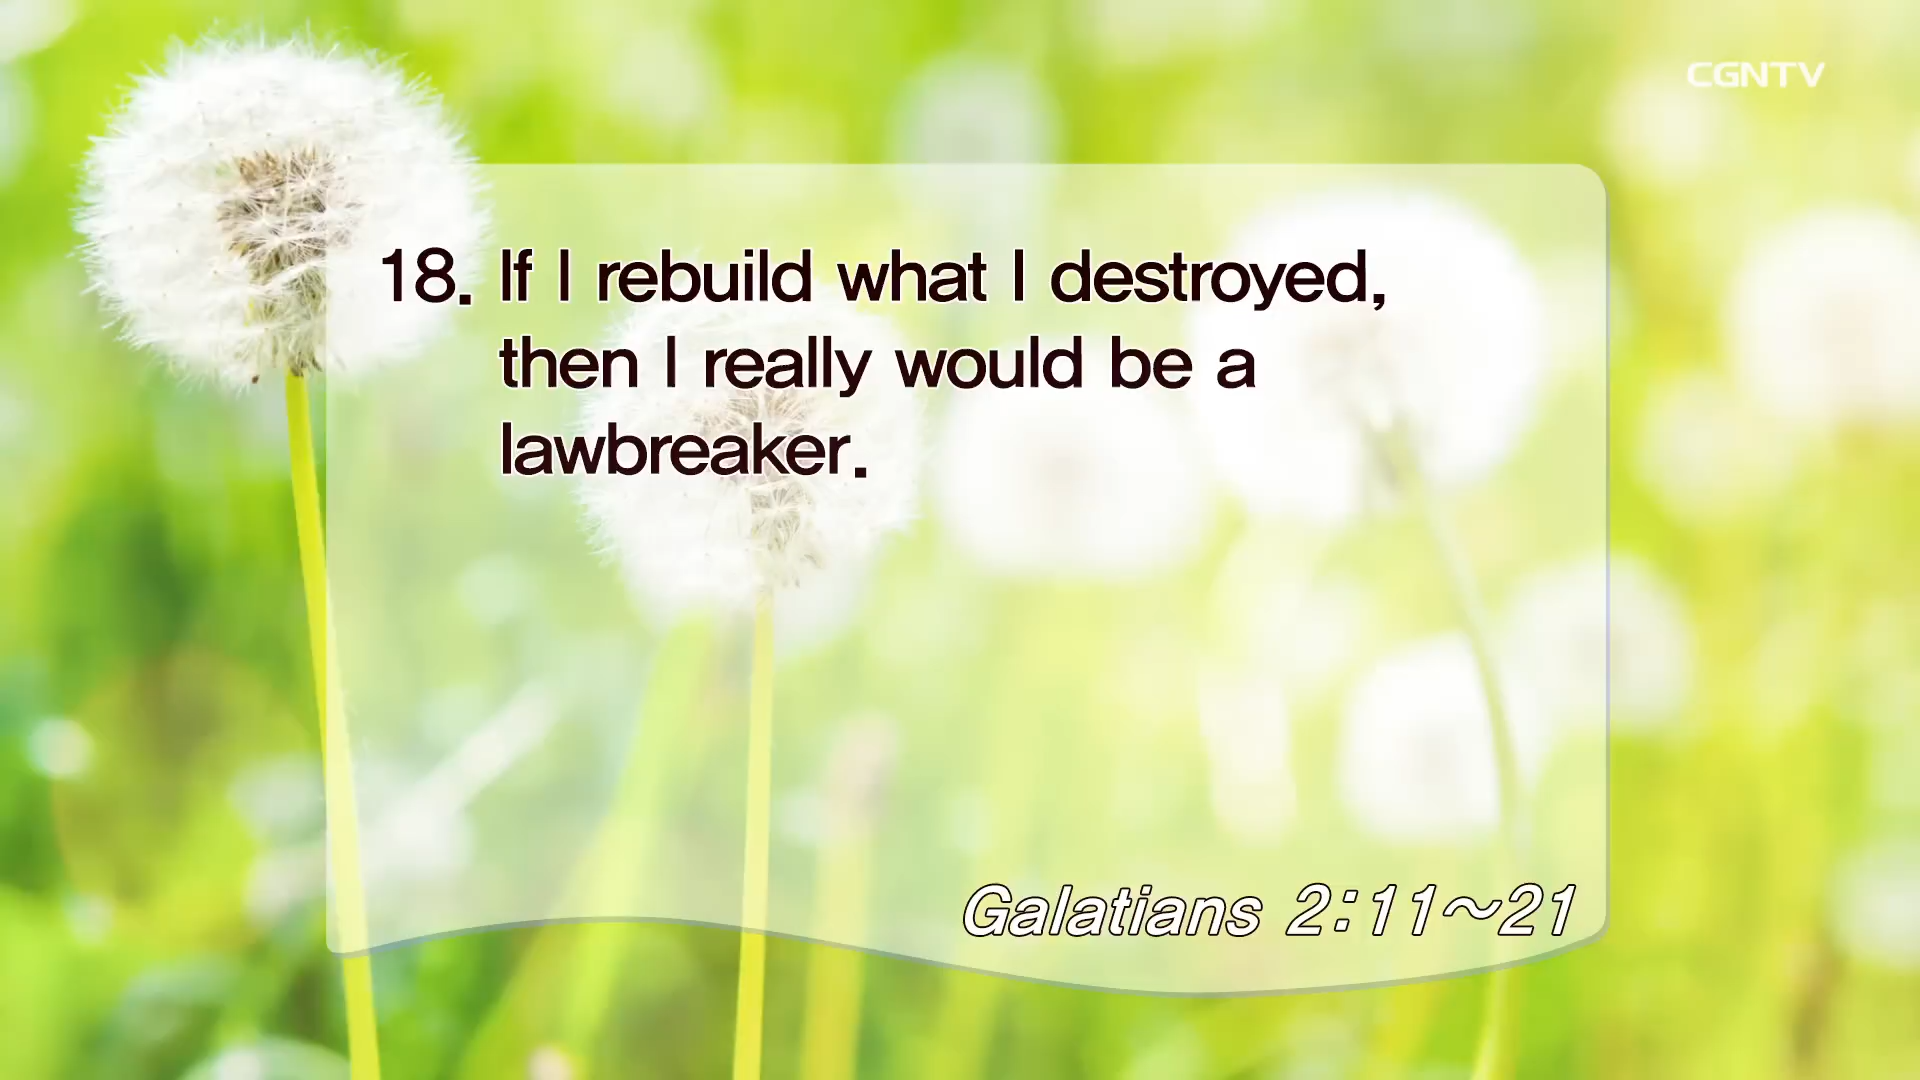 CGNTV
18. If I rebuild what I destroyed,
then I really would be a
lawbreaker.
Galatians 2:11~21